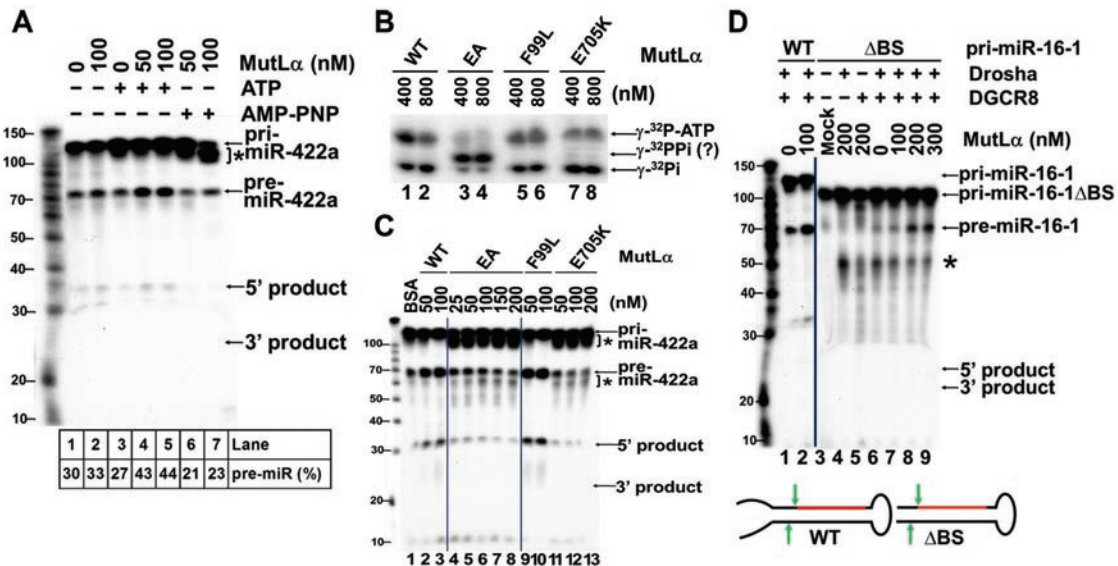 A
0 100 0 50 100 50 100 MutLα (nM)
– – + + + – – ATP
– – – – – + + AMP-PNP
150
100
70
50
40
30
20
10
pri-
miR-422a
*
pre-
miR-422a
5' product
3' product
1 2 3 4 5 6 7 Lane
30 33 27 43 44 21 23 pre-miR (%)
B
WT EA F99L E705K MutLα
400 800 400 800 400 800 400 800 (nM)
γ-³²P-ATP
γ-³²PPi (?)
γ-³²Pi
1 2 3 4 5 6 7 8
C
WT EA F99L E705K MutLα
BSA 50 100 25 50 100 150 200 50 100 50 100 200 (nM)
100
70
50
40
30
20
10
pri-
miR-422a
*
pre-
miR-422a
*
5' product
3' product
1 2 3 4 5 6 7 8 9 10 11 12 13
D
WT ΔBS pri-miR-16-1
+ + – + – + + + + Drosha
+ + – – + + + + + DGCR8
0 100 Mock 200 200 0 100 200 300 MutLα (nM)
150
100
70
50
40
30
20
10
pri-miR-16-1
pri-miR-16-1ΔBS
pre-miR-16-1
*
5' product
3' product
1 2 3 4 5 6 7 8 9
WT ΔBS